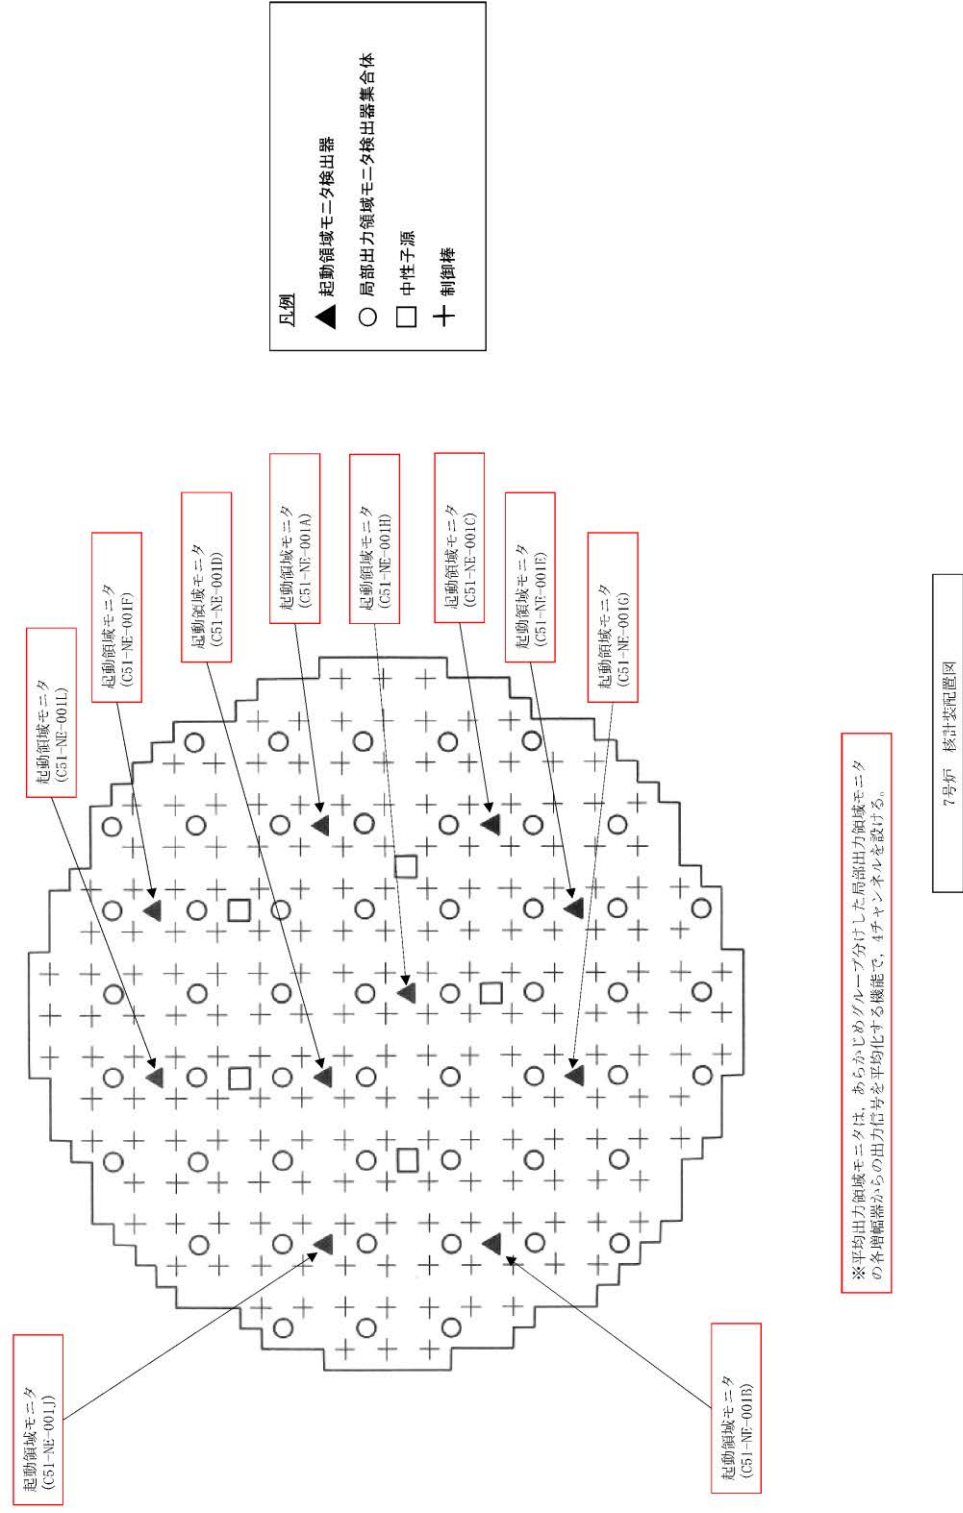 凡例
起動領域モニタ検出器
局部出力領域モニタ検出器集合体
中性子源
制御棒
起動領域モニタ
(C51-NE-001L)
起動領域モニタ
(C51-NE-001F)
起動領域モニタ
(C51-NE-001D)
起動領域モニタ
(C51-NE-001A)
起動領域モニタ
(C51-NE-001H)
起動領域モニタ
(C51-NE-001C)
起動領域モニタ
(C51-NE-001E)
起動領域モニタ
(C51-NE-001G)
起動領域モニタ
(C51-NE-001J)
起動領域モニタ
(C51-NE-001B)
※平均出力領域モニタは,あらかじめグループ分けした局部出力領域モニタ
の各増幅器からの出力信号を平均化する機能で,4チャンネルを設ける。
7号炉 核計装配置図